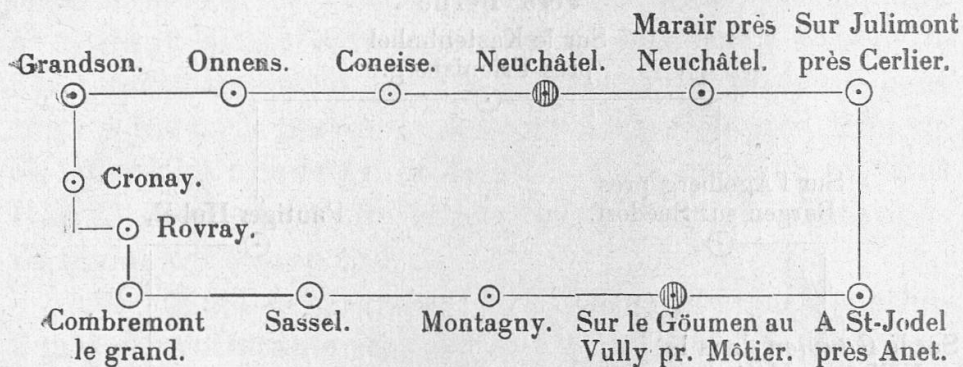 Marair près Sur Julimont
Grandson. Onnens. Coneise. Neuchâtel. Neuchâtel. près Cerlier.
Cronay.
Rovray.
Combremont Sassel. Montagny. Sur le Göumen au A St-Jodel
le grand. Vully pr. Môtier. près Anet.